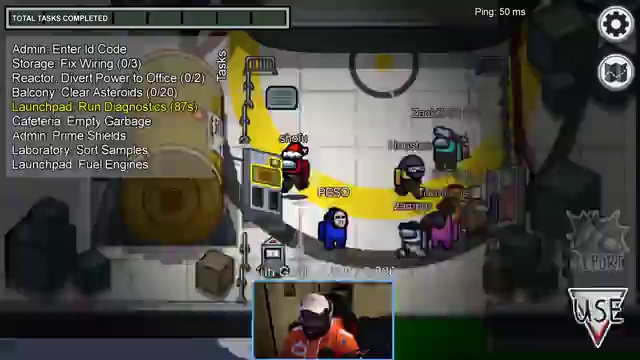 TOTAL TASKS COMPLETED
Ping: 50 ms
Admin: Enter Id Code
Storage: Fix Wiring (0/3)
Reactor: Divert Power to Office (0/2)
Balcony: Clear Asteroids (0/20)
Launchpad: Run Diagnostics (87s)
Cafeteria: Empty Garbage
Admin: Prime Shields
Laboratory: Sort Samples
Launchpad: Fuel Engines
Tasks
shofu
PESO
REPORT
USE